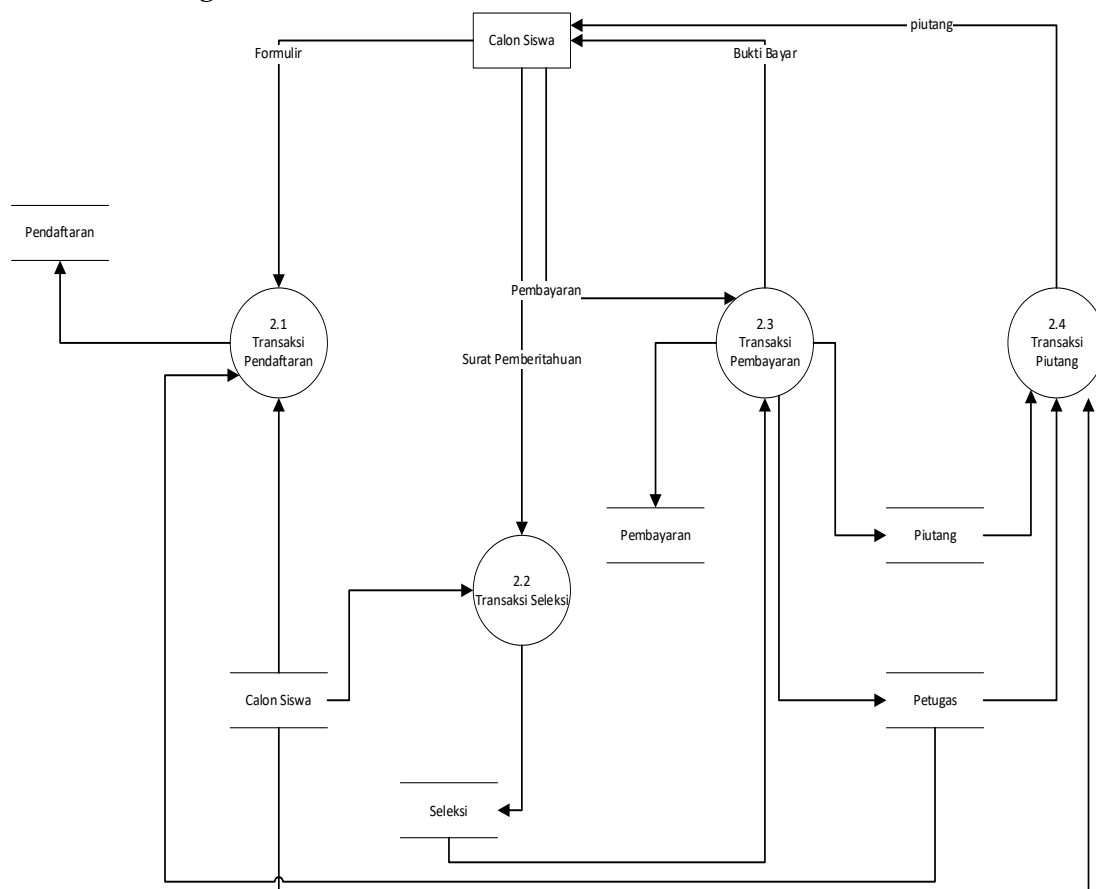 g
Calon Siswa
piutang
Formulir
Bukti Bayar
Pendaftaran
Pembayaran
2.1
Transaksi
Pendaftaran
2.3
Transaksi
Pembayaran
2.4
Transaksi
Piutang
Surat Pemberitahuan
Pembayaran
Piutang
2.2
Transaksi Seleksi
Calon Siswa
Petugas
Seleksi